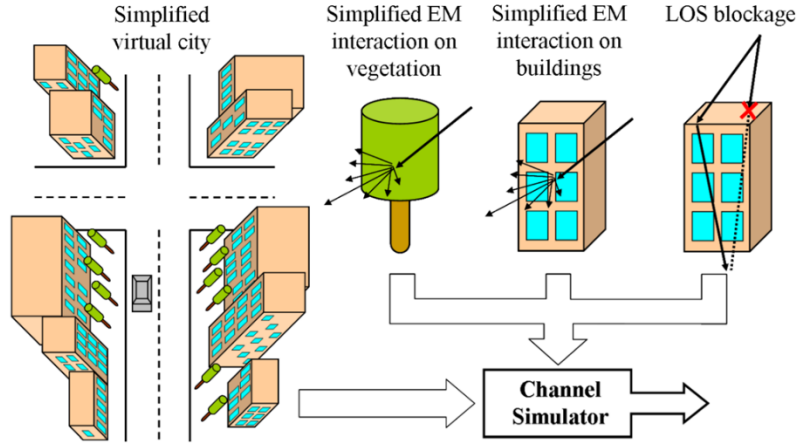 Simplified
virtual city
Simplified EM
interaction on
vegetation
Simplified EM
interaction on
buildings
LOS blockage
Channel
Simulator